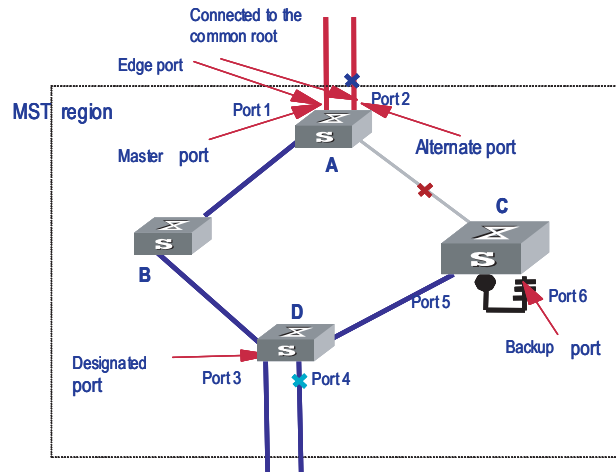 Connected to the
common root
Edge port
MST region
Port 1
Port 2
Master port
Alternate port
S
A
C
S
S
B
D
Port 5
Port 6
S
Backup port
Designated
port
Port 3
Port 4